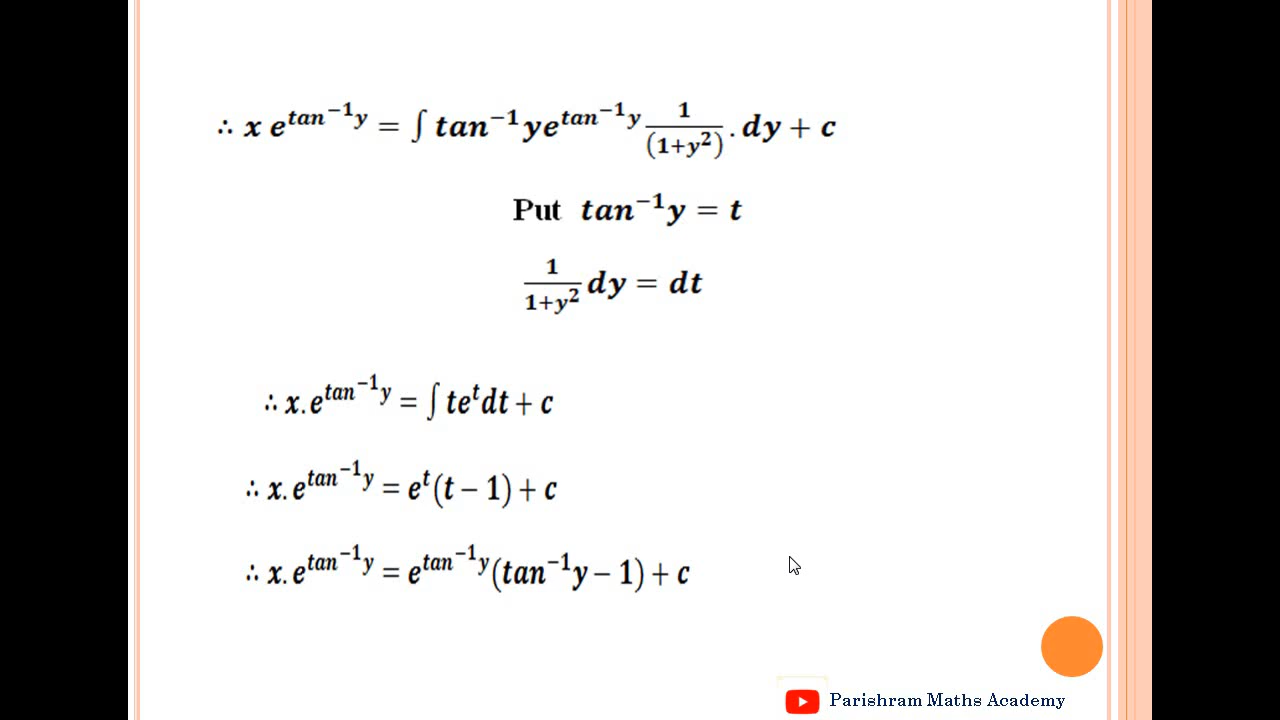 ∴ x e^{tan⁻¹y} = ∫ tan⁻¹ye^{tan⁻¹y} 1/(1+y²) . dy + c
Put tan⁻¹y = t
1/1+y² dy = dt
∴ x. e^{tan⁻¹y} = ∫ te^t dt + c
∴ x. e^{tan⁻¹y} = e^t(t − 1) + c
∴ x. e^{tan⁻¹y} = e^{tan⁻¹y}(tan⁻¹y − 1) + c
Parishram Maths Academy